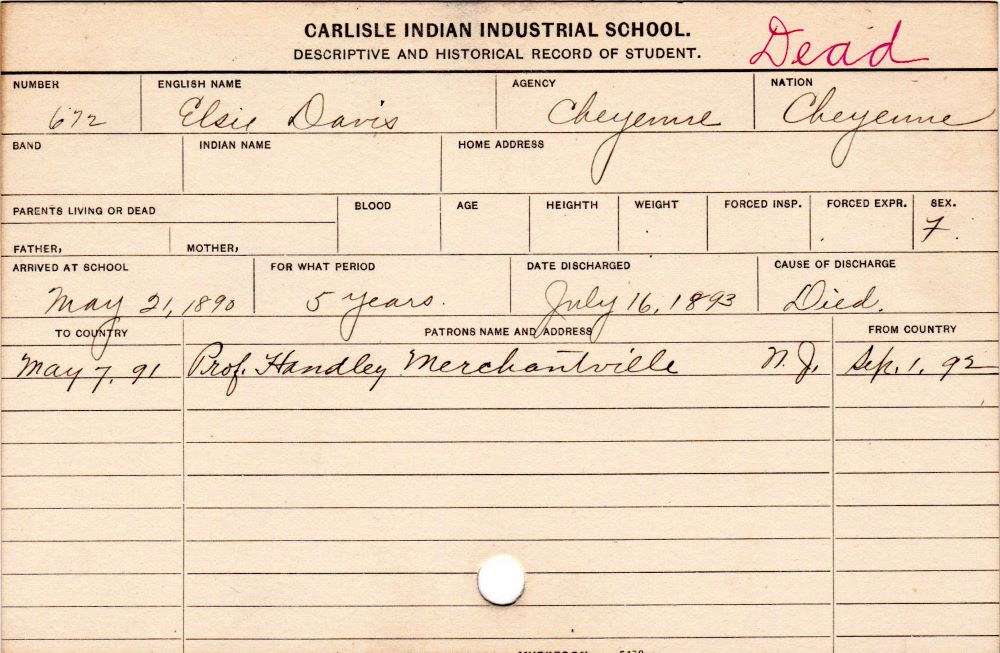 CARLISLE INDIAN INDUSTRIAL SCHOOL.
DESCRIPTIVE AND HISTORICAL RECORD OF STUDENT.
Dead
NUMBER ENGLISH NAME AGENCY NATION
672 Elsie Davis Cheyenne Cheyenne
BAND INDIAN NAME HOME ADDRESS
PARENTS LIVING OR DEAD BLOOD AGE HEIGHTH WEIGHT FORCED INSP. FORCED EXPR. SEX.
F.
FATHER, MOTHER,
ARRIVED AT SCHOOL FOR WHAT PERIOD DATE DISCHARGED CAUSE OF DISCHARGE
May 21, 1890 5 years. July 16, 1893 Died.
TO COUNTRY PATRONS NAME AND ADDRESS FROM COUNTRY
May 7, 91 Prof. Handley Merchantville N. J. Sep. 1, 92